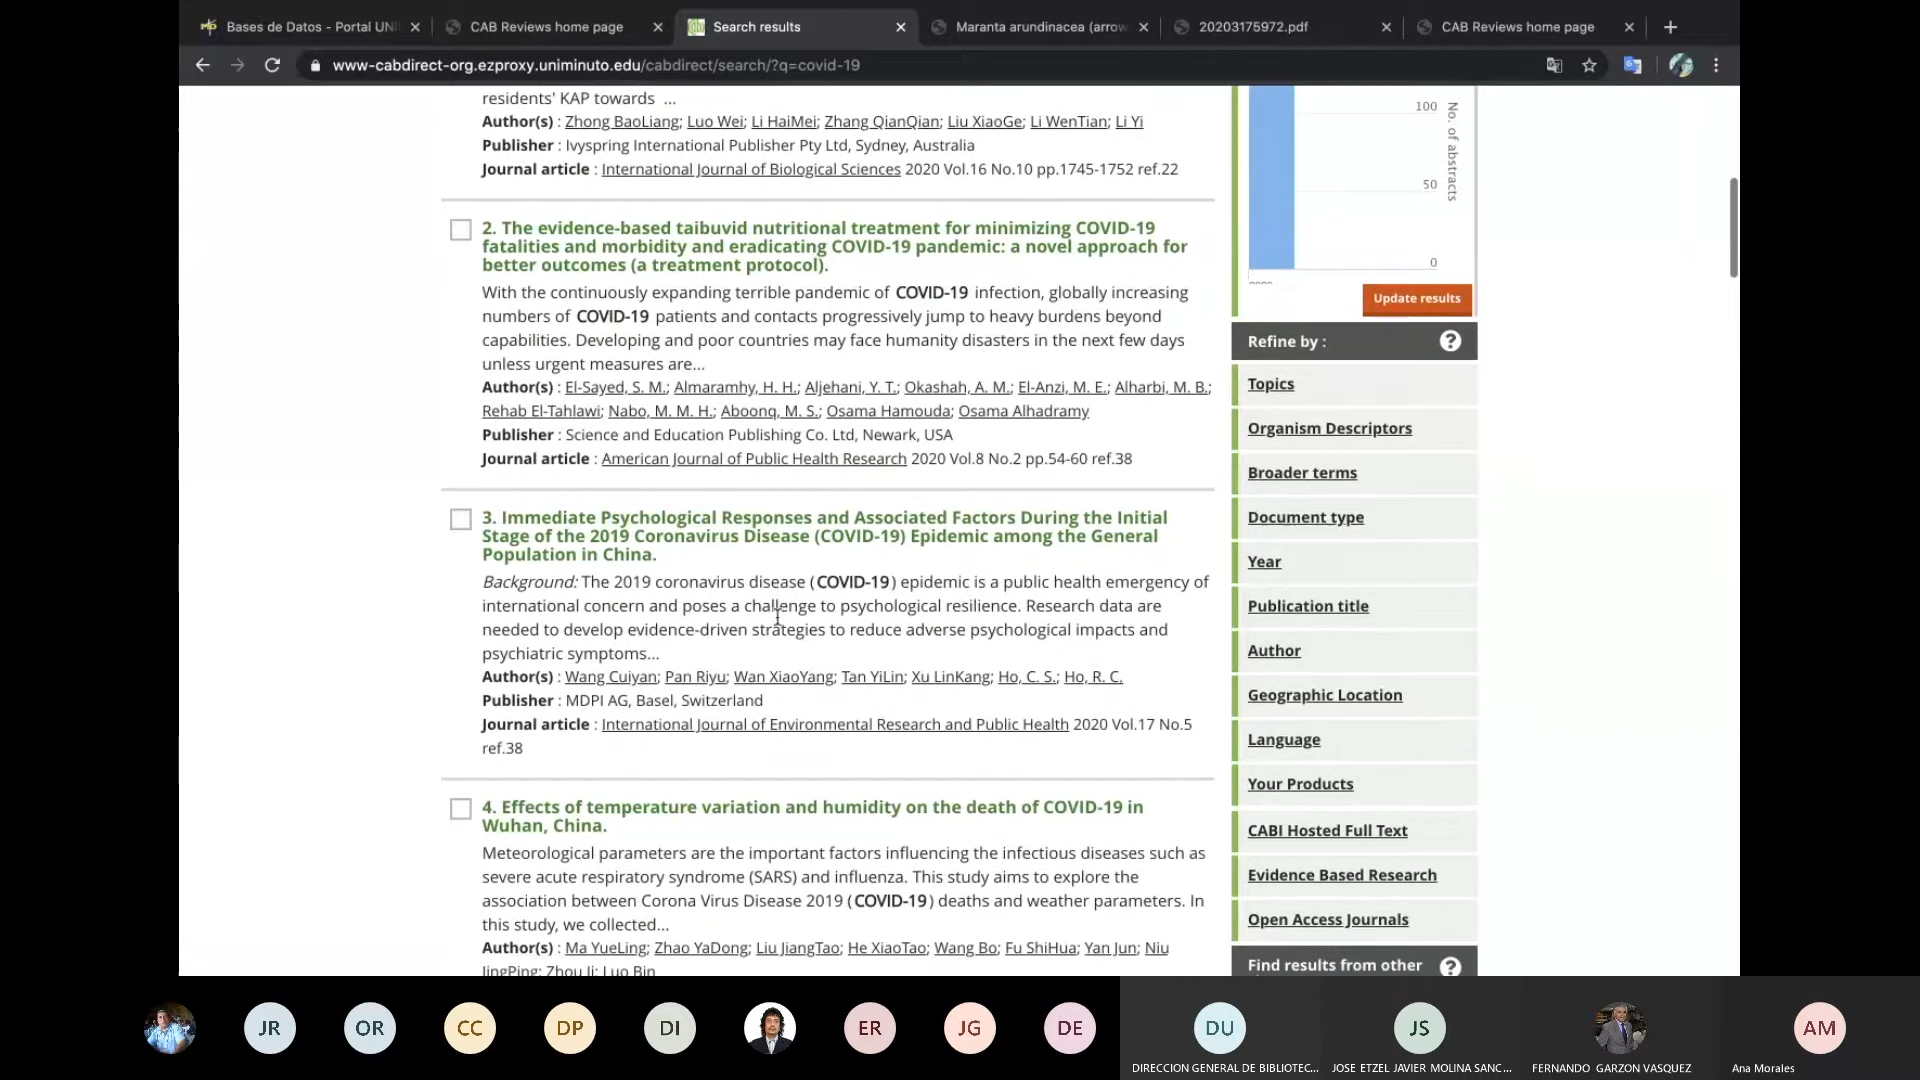 Bases de Datos - Portal UNI
CAB Reviews home page
Search results
Maranta arundinacea (arrow
20203175972.pdf
CAB Reviews home page
www-cabdirect-org.ezproxy.uniminuto.edu/cabdirect/search/?q=covid-19
residents' KAP towards ...
Author(s) : Zhong BaoLiang; Luo Wei; Li HaiMei; Zhang QianQian; Liu XiaoGe; Li WenTian; Li Yi
Publisher : Ivyspring International Publisher Pty Ltd, Sydney, Australia
Journal article : International Journal of Biological Sciences 2020 Vol.16 No.10 pp.1745-1752 ref.22
2. The evidence-based taibuvid nutritional treatment for minimizing COVID-19
fatalities and morbidity and eradicating COVID-19 pandemic: a novel approach for
better outcomes (a treatment protocol).
With the continuously expanding terrible pandemic of COVID-19 infection, globally increasing
numbers of COVID-19 patients and contacts progressively jump to heavy burdens beyond
capabilities. Developing and poor countries may face humanity disasters in the next few days
unless urgent measures are...
Author(s) : El-Sayed, S. M.; Almaramhy, H. H.; Aljehani, Y. T.; Okashah, A. M.; El-Anzi, M. E.; Alharbi, M. B.;
Rehab El-Tahlawi; Nabo, M. M. H.; Aboonq, M. S.; Osama Hamouda; Osama Alhadramy
Publisher : Science and Education Publishing Co. Ltd, Newark, USA
Journal article : American Journal of Public Health Research 2020 Vol.8 No.2 pp.54-60 ref.38
3. Immediate Psychological Responses and Associated Factors During the Initial
Stage of the 2019 Coronavirus Disease (COVID-19) Epidemic among the General
Population in China.
Background: The 2019 coronavirus disease (COVID-19) epidemic is a public health emergency of
international concern and poses a challenge to psychological resilience. Research data are
needed to develop evidence-driven strategies to reduce adverse psychological impacts and
psychiatric symptoms...
Author(s) : Wang Cuiyan; Pan Riyu; Wan XiaoYang; Tan YiLin; Xu LinKang; Ho, C. S.; Ho, R. C.
Publisher : MDPI AG, Basel, Switzerland
Journal article : International Journal of Environmental Research and Public Health 2020 Vol.17 No.5
ref.38
4. Effects of temperature variation and humidity on the death of COVID-19 in
Wuhan, China.
Meteorological parameters are the important factors influencing the infectious diseases such as
severe acute respiratory syndrome (SARS) and influenza. This study aims to explore the
association between Corona Virus Disease 2019 (COVID-19) deaths and weather parameters. In
this study, we collected...
Author(s) : Ma YueLing; Zhao YaDong; Liu JiangTao; He XiaoTao; Wang Bo; Fu ShiHua; Yan Jun; Niu
JingPing; Zhou Ji; Luo Bin
100
50
0
No. of abstracts
Update results
Refine by :
Topics
Organism Descriptors
Broader terms
Document type
Year
Publication title
Author
Geographic Location
Language
Your Products
CABI Hosted Full Text
Evidence Based Research
Open Access Journals
Find results from other
JR
OR
CC
DP
DI
ER
JG
DE
DU
JS
AM
DIRECCION GENERAL DE BIBLIOTEC...
JOSE ETZEL JAVIER MOLINA SANC...
FERNANDO GARZON VASQUEZ
Ana Morales